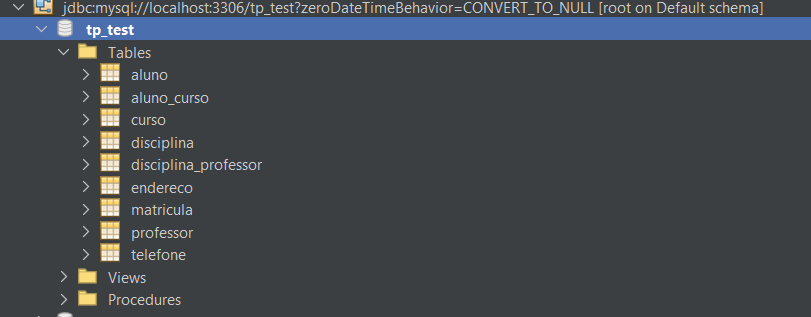 jdbc:mysql://localhost:3306/tp_test?zeroDateTimeBehavior=CONVERT_TO_NULL [root on Default schema]
tp_test
Tables
aluno
aluno_curso
curso
disciplina
disciplina_professor
endereco
matricula
professor
telefone
Views
Procedures